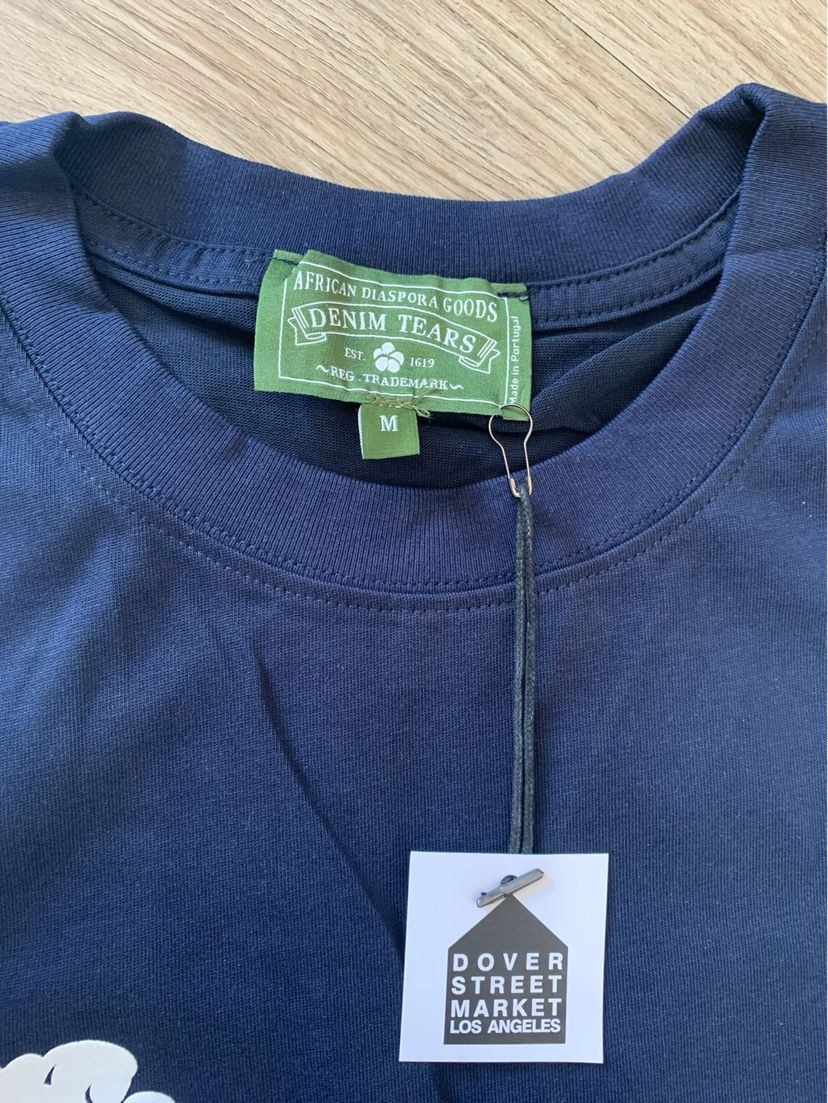 AFRICAN DIASPORA GOODS
DENIM TEARS
EST. 1619
~REG. TRADEMARK~
Made in Portugal
M
DOVER
STREET
MARKET
LOS ANGELES